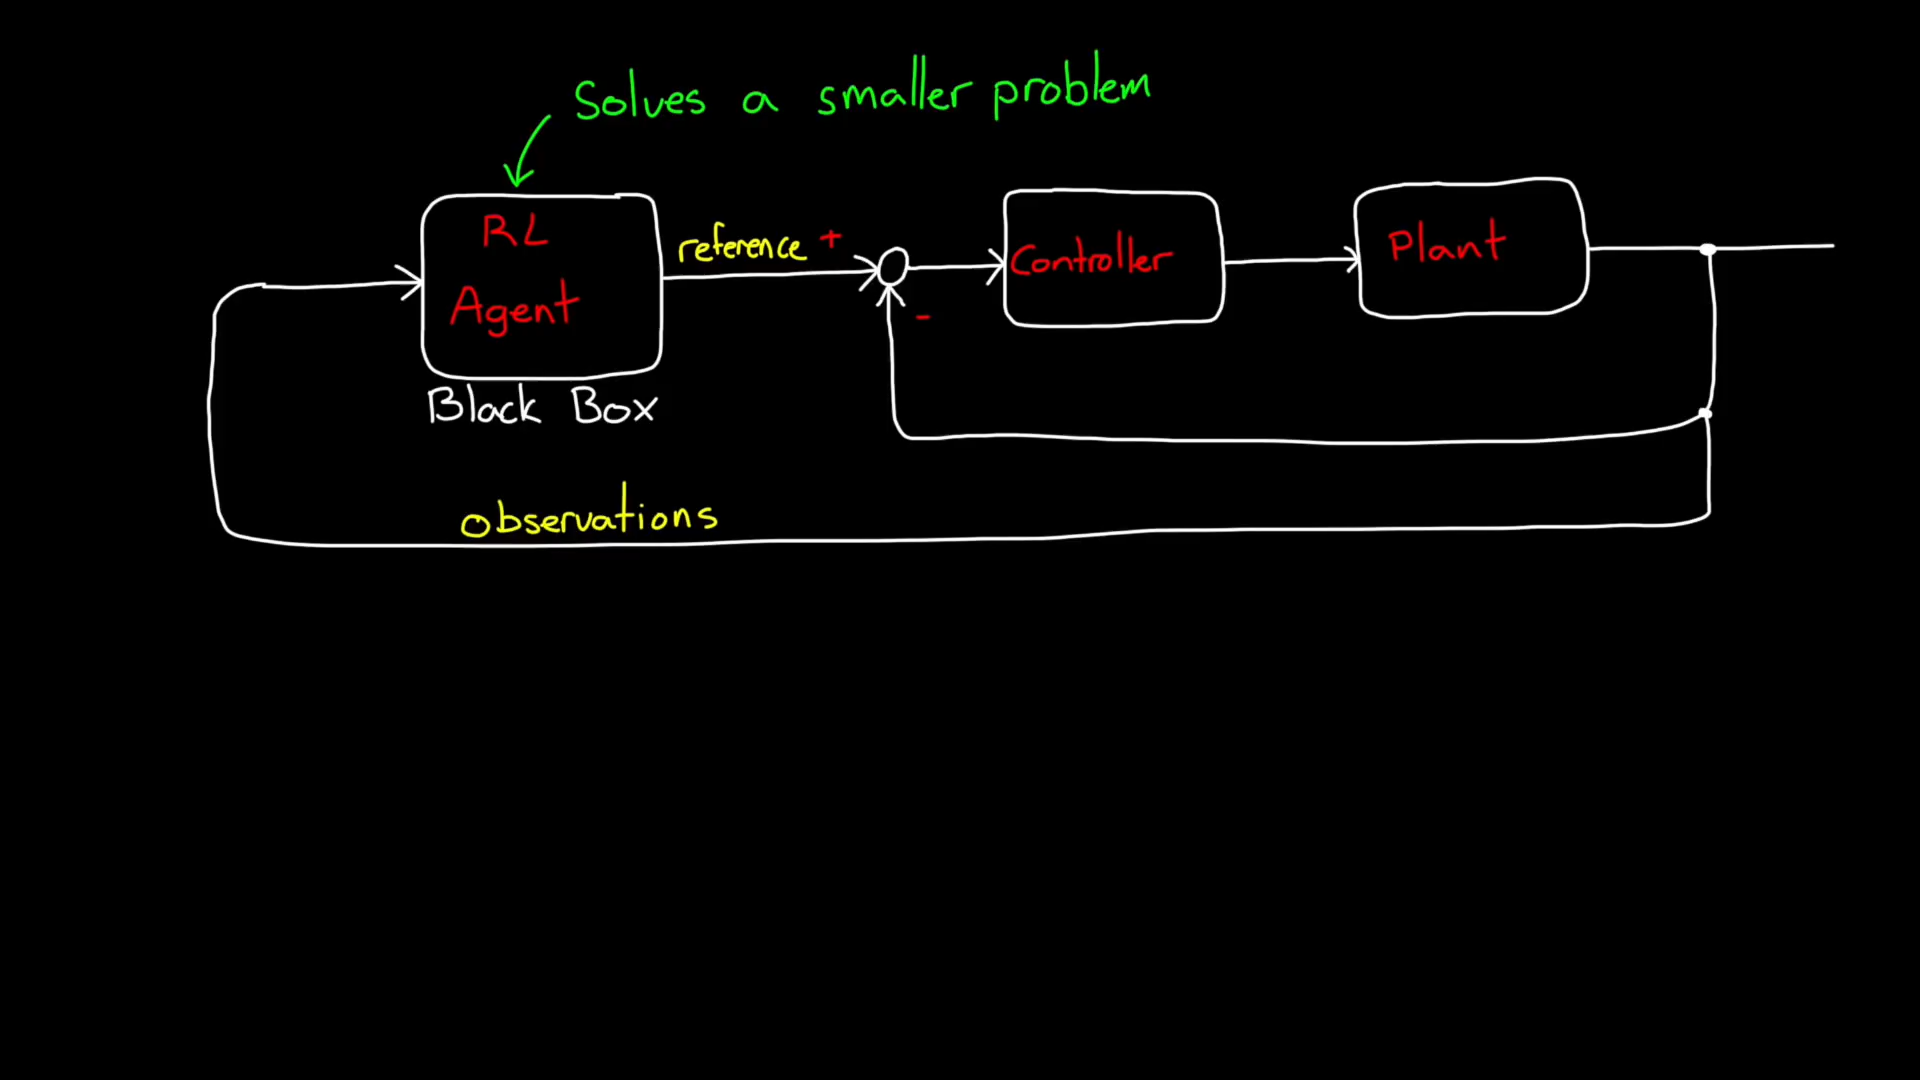 Solves a smaller problem
RL
Agent
reference +
Controller
Plant
-
Black Box
observations